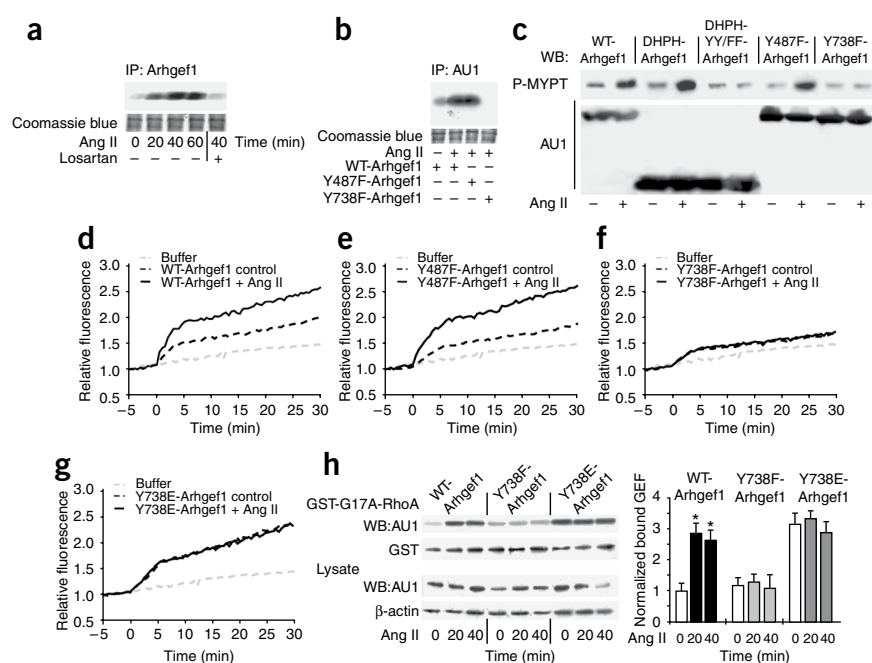 a
IP: Arhgef1
Coomassie blue
Ang II 0 20 40 60 40 Time (min)
Losartan – – – – +
b
IP: AU1
Coomassie blue
Ang II – + + +
WT-Arhgef1 + +
Y487F-Arhgef1 +
Y738F-Arhgef1 +
c
WB: WT-Arhgef1 DHPH-Arhgef1 DHPH-YY/FF-Arhgef1 Y487F-Arhgef1 Y738F-Arhgef1
P-MYPT
AU1
Ang II – + – + – + – + – +
d
Buffer
WT-Arhgef1 control
WT-Arhgef1 + Ang II
Relative fluorescence
3.0
2.5
2.0
1.5
1.0
0.5
–5 0 5 10 15 20 25 30
Time (min)
e
Buffer
Y487F-Arhgef1 control
Y487F-Arhgef1 + Ang II
Relative fluorescence
3.0
2.5
2.0
1.5
1.0
0.5
–5 0 5 10 15 20 25 30
Time (min)
f
Buffer
Y738F-Arhgef1 control
Y738F-Arhgef1 + Ang II
Relative fluorescence
3.0
2.5
2.0
1.5
1.0
0.5
–5 0 5 10 15 20 25 30
Time (min)
g
Buffer
Y738E-Arhgef1 control
Y738E-Arhgef1 + Ang II
Relative fluorescence
3.0
2.5
2.0
1.5
1.0
0.5
–5 0 5 10 15 20 25 30
Time (min)
h
WT-Arhgef1 Y738F-Arhgef1 Y738E-Arhgef1
GST-G17A-RhoA
WB:AU1
GST
Lysate
WB:AU1
β-actin
Ang II 0 20 40 0 20 40 0 20 40
Time (min)
WT-Arhgef1 Y738F-Arhgef1 Y738E-Arhgef1
Normalized bound GEF
5
4
3
2
1
0
* *
Ang II 0 20 40 0 20 40 0 20 40
Time (min)